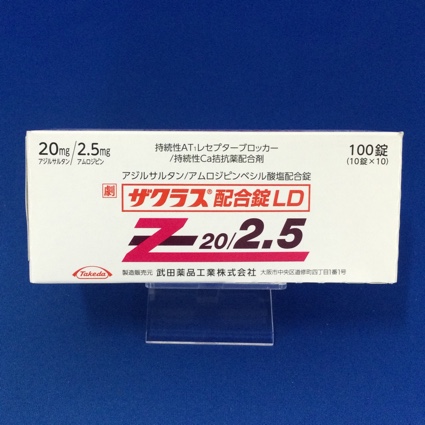 20mg/2.5mg
アジルサルタン/アムロジピン
持続性AT₁レセプターブロッカー
/持続性Ca拮抗薬配合剤
100錠
(10錠×10)
アジルサルタン/アムロジピンベシル酸塩配合錠
劇 ザクラス®配合錠LD
Z 20/2.5
Takeda
製造販売元 武田薬品工業株式会社 大阪市中央区道修町四丁目1番1号